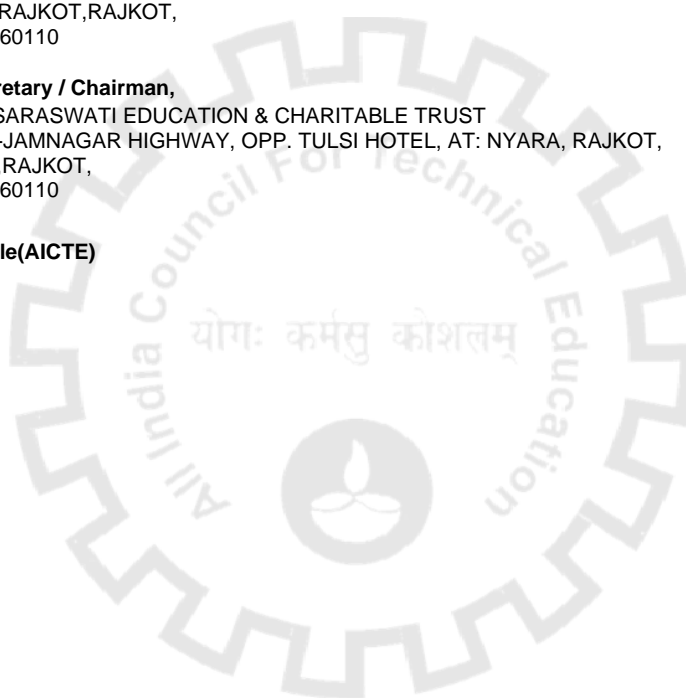 RAJKOT,RAJKOT,
60110
retary / Chairman,
SARASWATI EDUCATION & CHARITABLE TRUST
-JAMNAGAR HIGHWAY, OPP. TULSI HOTEL, AT: NYARA, RAJKOT,
RAJKOT,
60110
le(AICTE)
All India Council For Technical Education
योगः कर्मसु कोशलम्